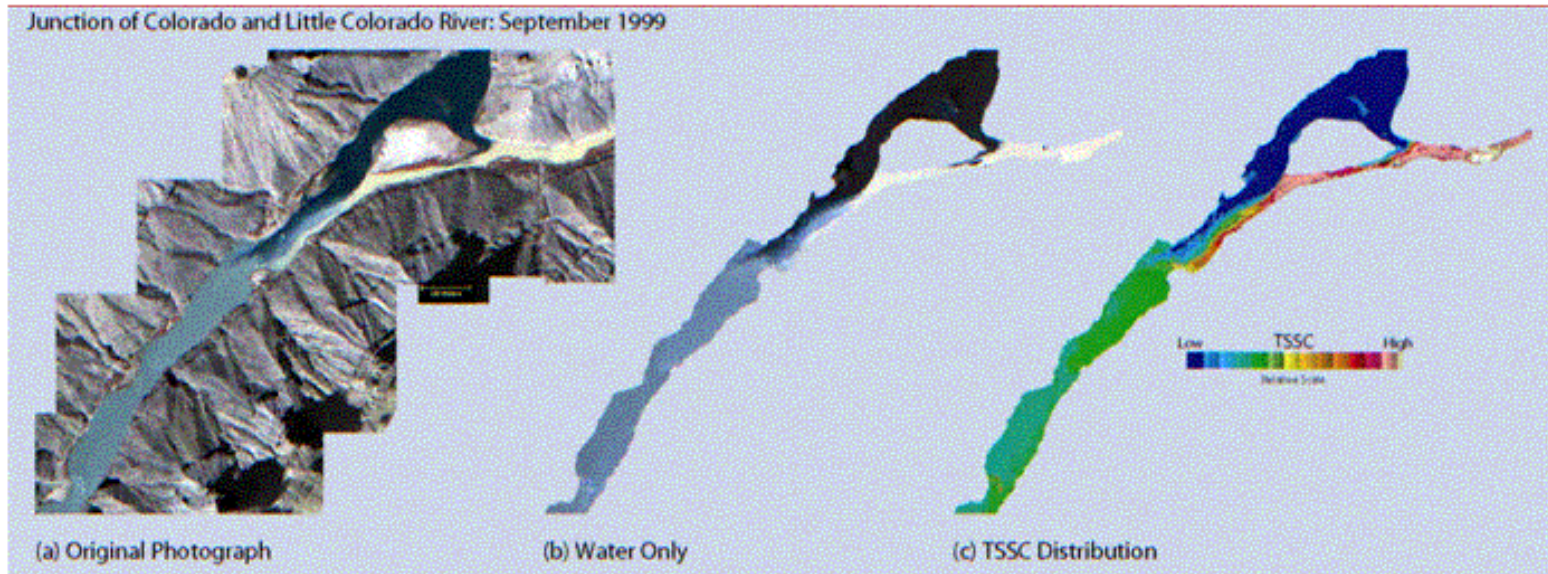 Junction of Colorado and Little Colorado River: September 1999
Low TSSC High
Relative Scale
(a) Original Photograph
(b) Water Only
(c) TSSC Distribution